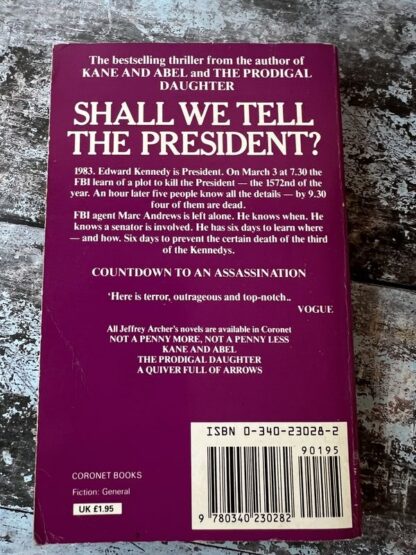 The bestselling thriller from the author of
KANE AND ABEL and THE PRODIGAL
DAUGHTER
SHALL WE TELL
THE PRESIDENT?
1983. Edward Kennedy is President. On March 3 at 7.30 the
FBI learn of a plot to kill the President — the 1572nd of the
year. An hour later five people know all the details — by 9.30
four of them are dead.
FBI agent Marc Andrews is left alone. He knows when. He
knows a senator is involved. He has six days to learn where
— and how. Six days to prevent the certain death of the third
of the Kennedys.
COUNTDOWN TO AN ASSASSINATION
'Here is terror, outrageous and top-notch..
VOGUE
All Jeffrey Archer's novels are available in Coronet
NOT A PENNY MORE, NOT A PENNY LESS
KANE AND ABEL
THE PRODIGAL DAUGHTER
A QUIVER FULL OF ARROWS
ISBN 0-340-23028-2
90195
9 780340 230282
CORONET BOOKS
Fiction: General
UK £1.95